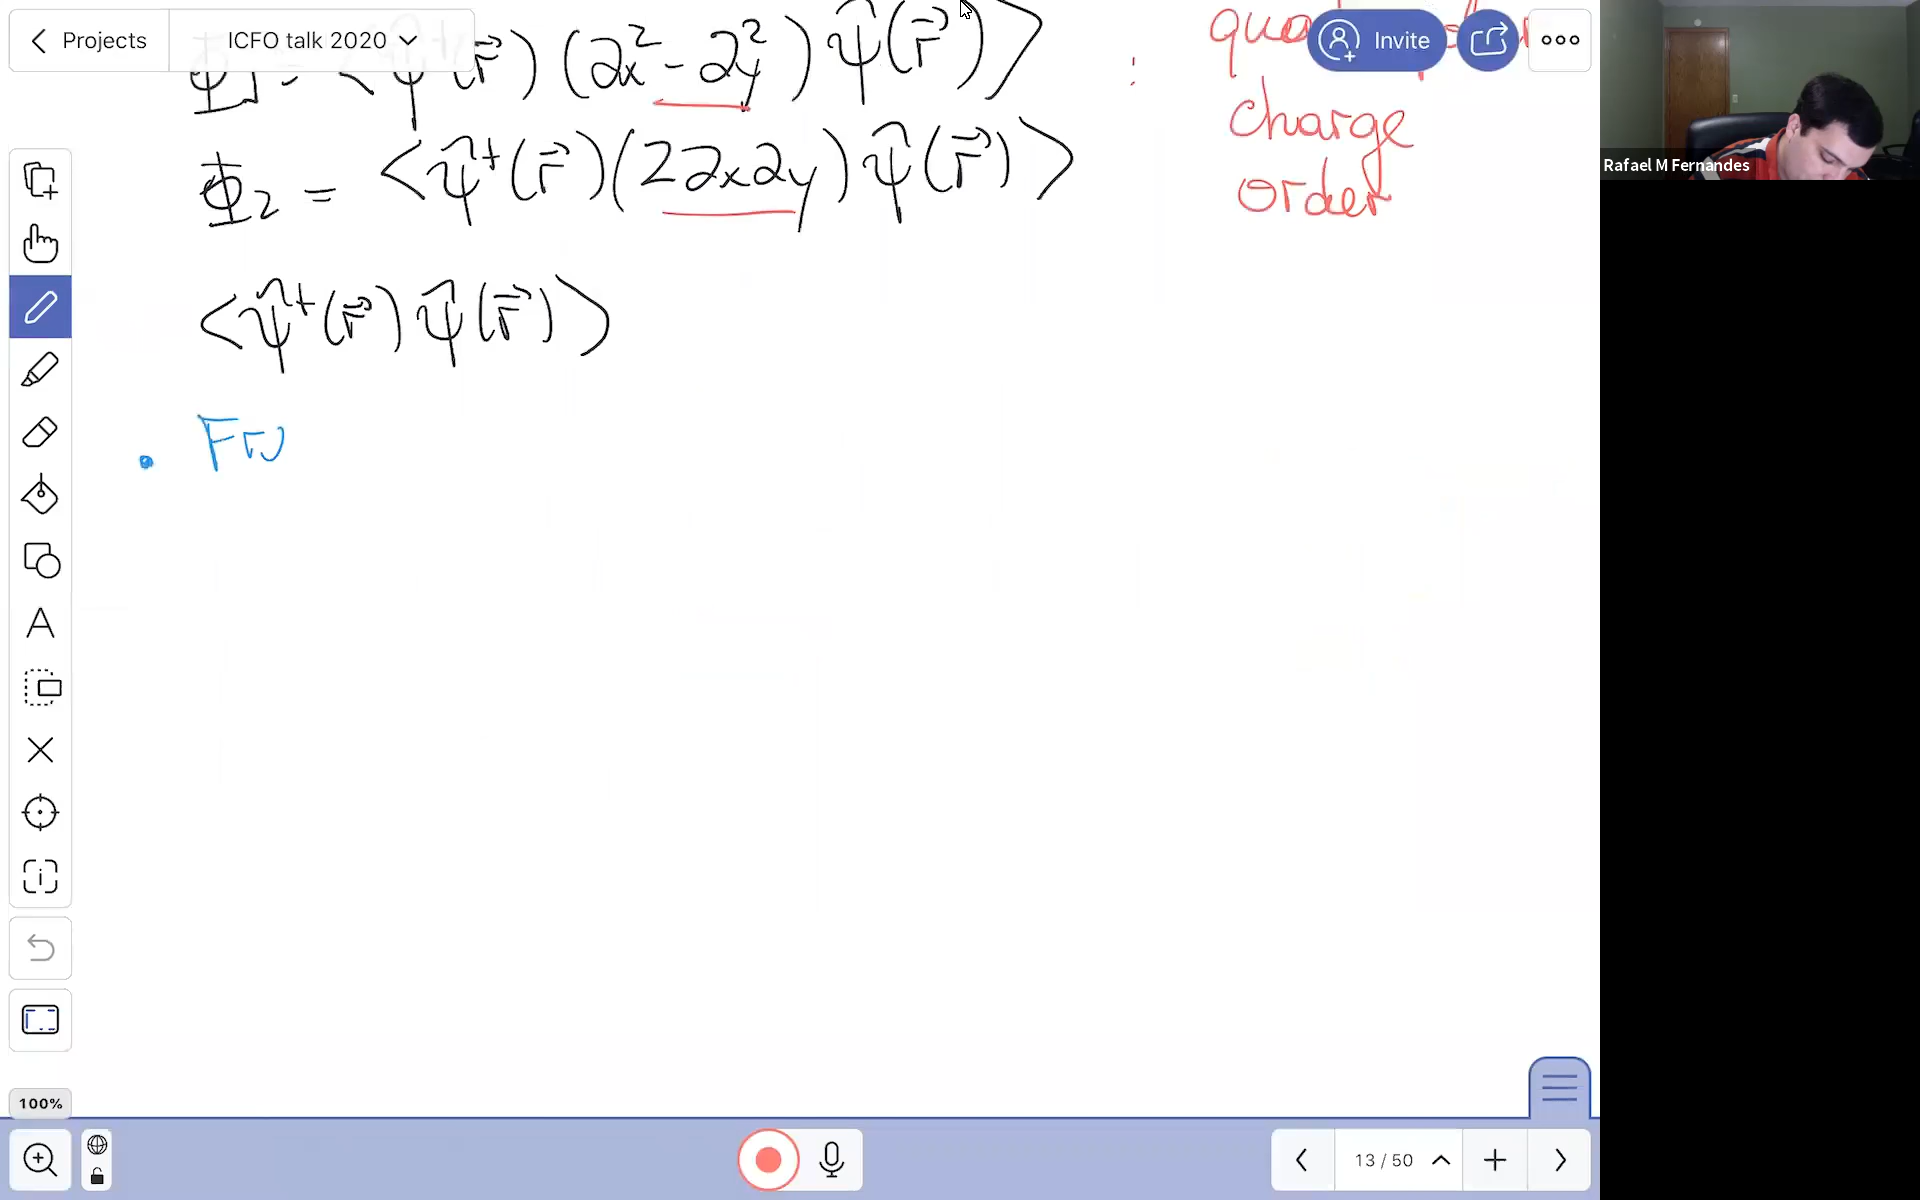 Projects
ICFO talk 2020
Invite
Φ₁ = <ψ̂†(r⃗) (∂x² - ∂y²) ψ̂(r⃗)>
:
charge
order
Φ₂ = <ψ̂†(r⃗) (2∂x∂y) ψ̂(r⃗)>
<ψ̂†(r⃗) ψ̂(r⃗)>
Rafael M Fernandes
A
100%
13 / 50